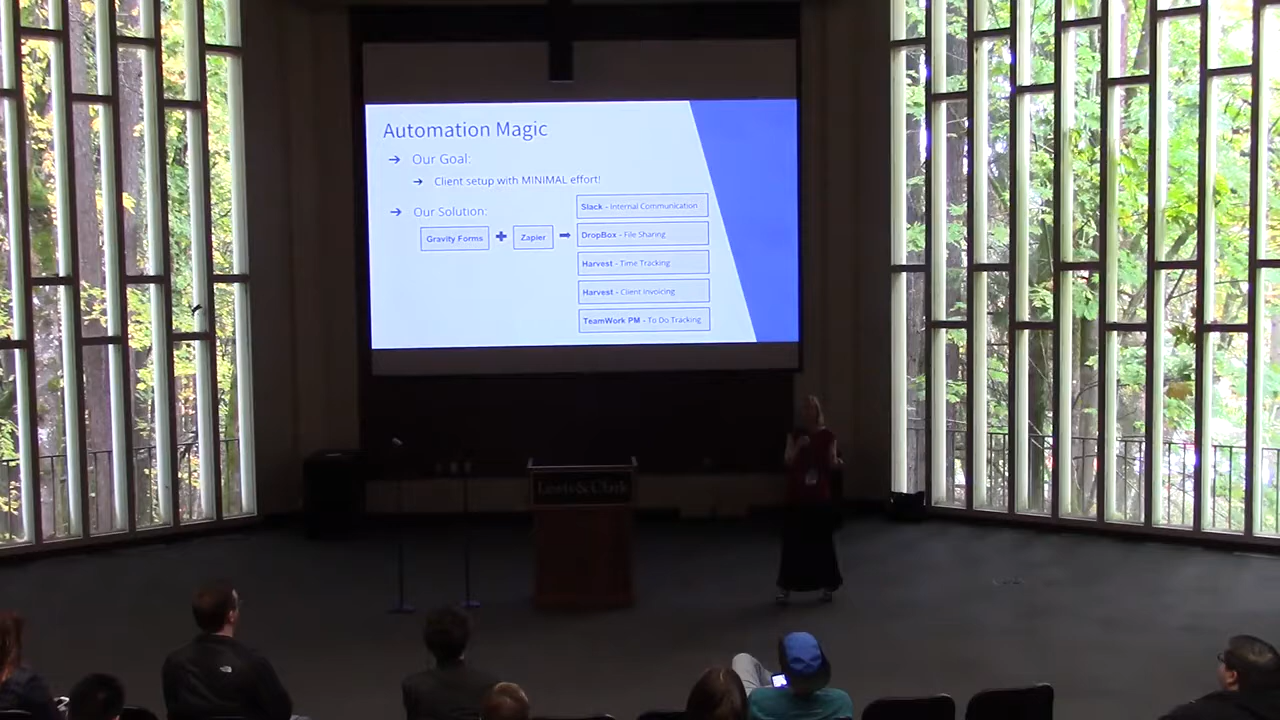 Automation Magic
➔ Our Goal:
➔ Client setup with MINIMAL effort!
➔ Our Solution:
Gravity Forms + Zapier ➡
Slack - Internal Communication
DropBox - File Sharing
Harvest - Time Tracking
Harvest - Client Invoicing
TeamWork PM - To Do Tracking
Lewis & Clark